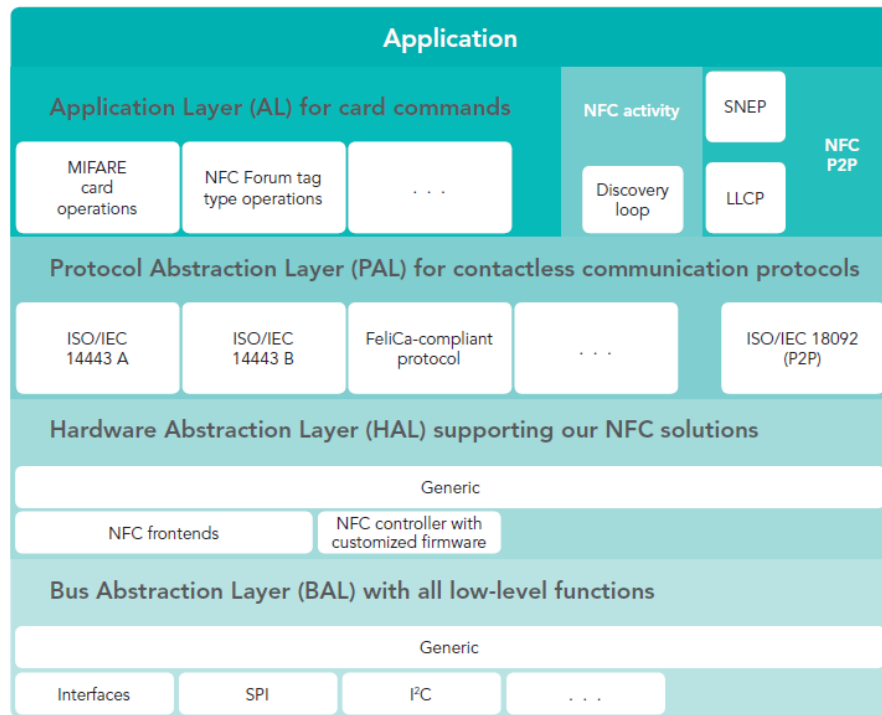 Application
Application Layer (AL) for card commands
MIFARE
card
operations
NFC Forum tag
type operations
. . .
NFC activity
Discovery
loop
SNEP
LLCP
NFC
P2P
Protocol Abstraction Layer (PAL) for contactless communication protocols
ISO/IEC
14443 A
ISO/IEC
14443 B
FeliCa-compliant
protocol
. . .
ISO/IEC 18092
(P2P)
Hardware Abstraction Layer (HAL) supporting our NFC solutions
Generic
NFC frontends
NFC controller with
customized firmware
Bus Abstraction Layer (BAL) with all low-level functions
Generic
Interfaces
SPI
I²C
. . .